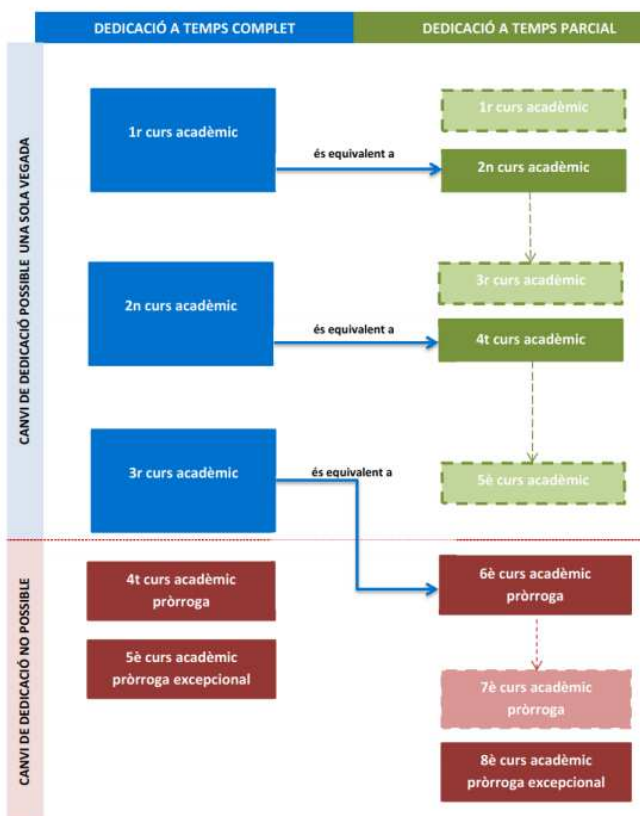 DEDICACIÓ A TEMPS COMPLET
DEDICACIÓ A TEMPS PARCIAL
CANVI DE DEDICACIÓ POSSIBLE UNA SOLA VEGADA
1r curs acadèmic
és equivalent a
1r curs acadèmic
2n curs acadèmic
2n curs acadèmic
és equivalent a
3r curs acadèmic
4t curs acadèmic
3r curs acadèmic
és equivalent a
5è curs acadèmic
CANVI DE DEDICACIÓ NO POSSIBLE
4t curs acadèmic
pròrroga
5è curs acadèmic
pròrroga excepcional
6è curs acadèmic
pròrroga
7è curs acadèmic
pròrroga
8è curs acadèmic
pròrroga excepcional